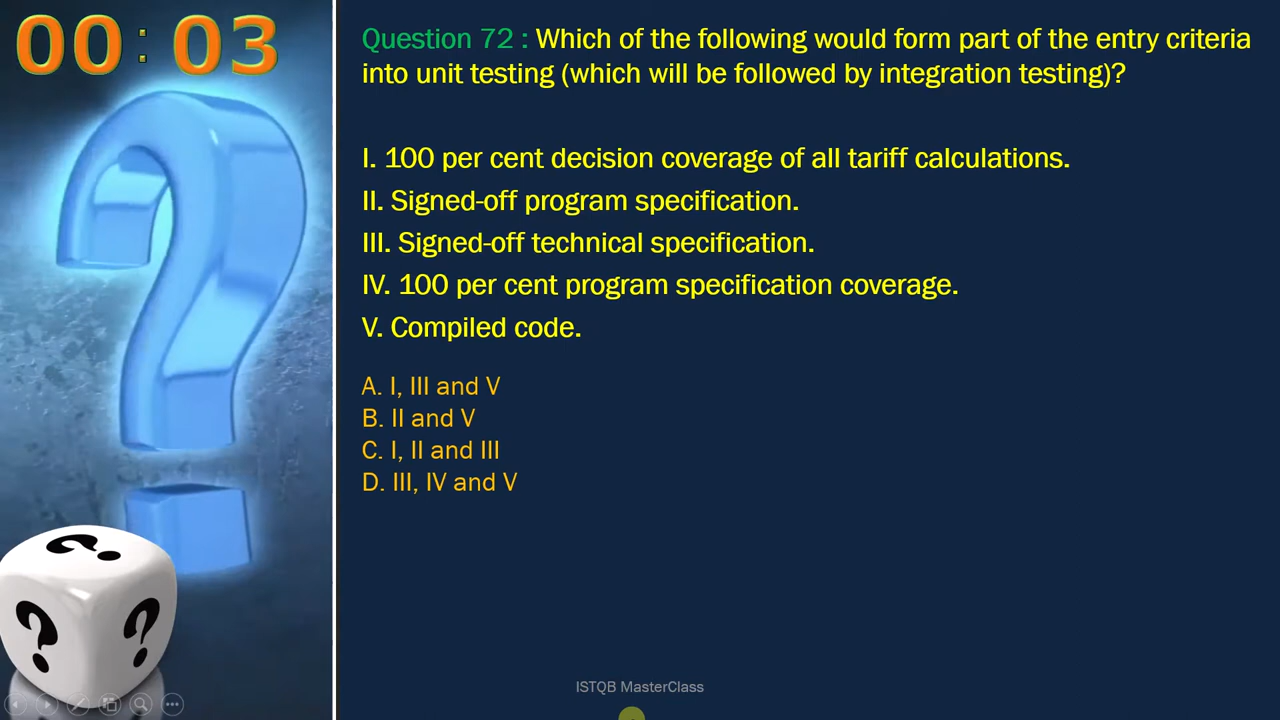 00:03
Question 72 : Which of the following would form part of the entry criteria
into unit testing (which will be followed by integration testing)?
I. 100 per cent decision coverage of all tariff calculations.
II. Signed-off program specification.
III. Signed-off technical specification.
IV. 100 per cent program specification coverage.
V. Compiled code.
A. I, III and V
B. II and V
C. I, II and III
D. III, IV and V
? ? ?
ISTQB MasterClass